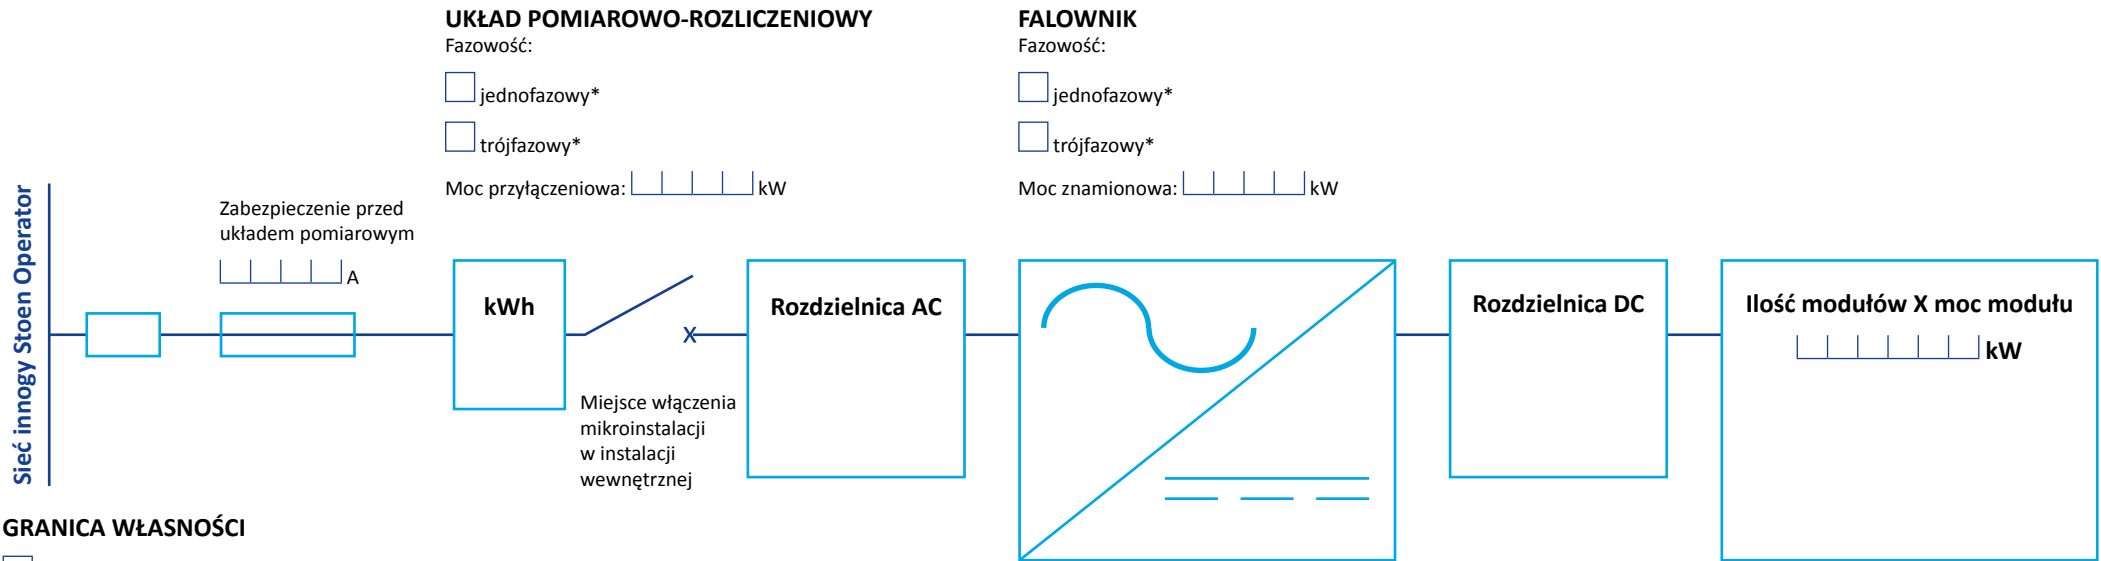 UKŁAD POMIAROWO-ROZLICZENIOWY
Fazowość:
jednofazowy*
trójfazowy*
Moc przyłączeniowa: kW
FALOWNIK
Fazowość:
jednofazowy*
trójfazowy*
Moc znamionowa: kW
Sieć innogy Stoen Operator
Zabezpieczenie przed
układem pomiarowym
A
kWh
X
Miejsce włączenia
mikroinstalacji
w instalacji
wewnętrznej
Rozdzielnica AC
Rozdzielnica DC
Ilość modułów X moc modułu
kW
GRANICA WŁASNOŚCI